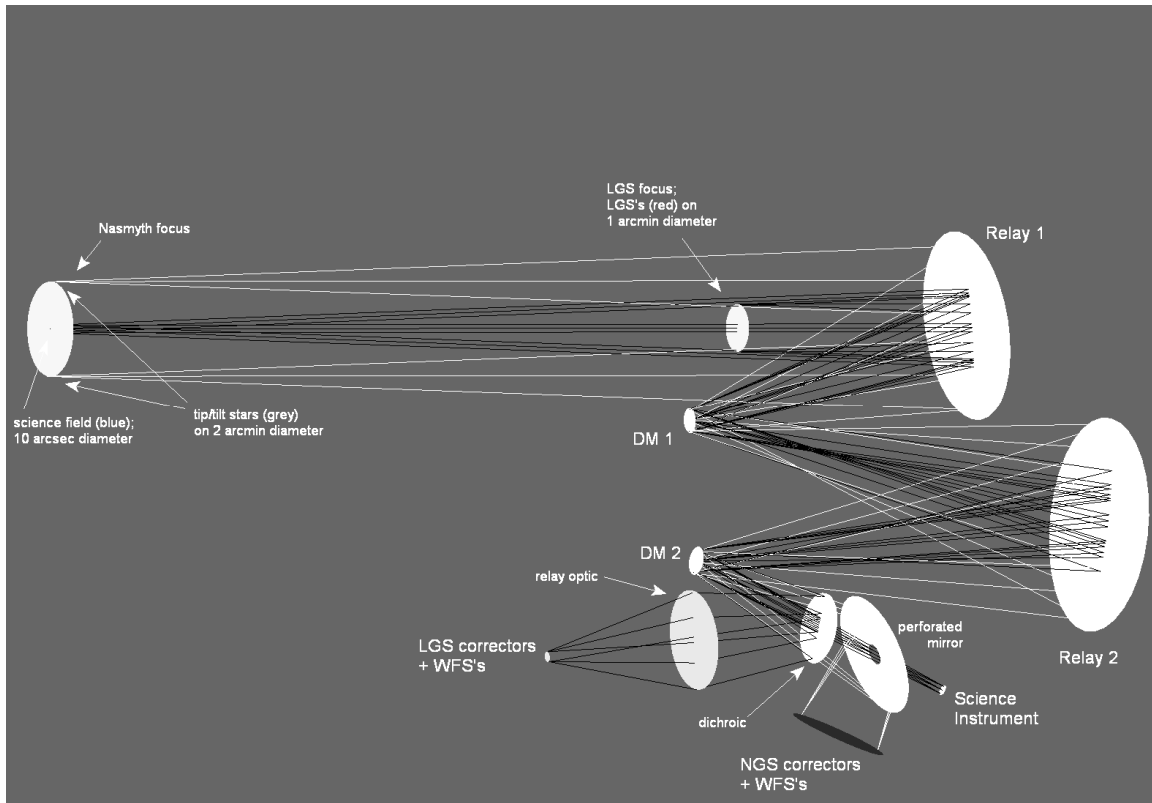 LGS focus;
LGS's (red) on
1 arcmin diameter
Nasmyth focus
Relay 1
science field (blue);
10 arcsec diameter
tip/tilt stars (grey)
on 2 arcmin diameter
DM 1
DM 2
relay optic
LGS correctors
+ WFS's
perforated
mirror
Relay 2
dichroic
Science
Instrument
NGS correctors
+ WFS's